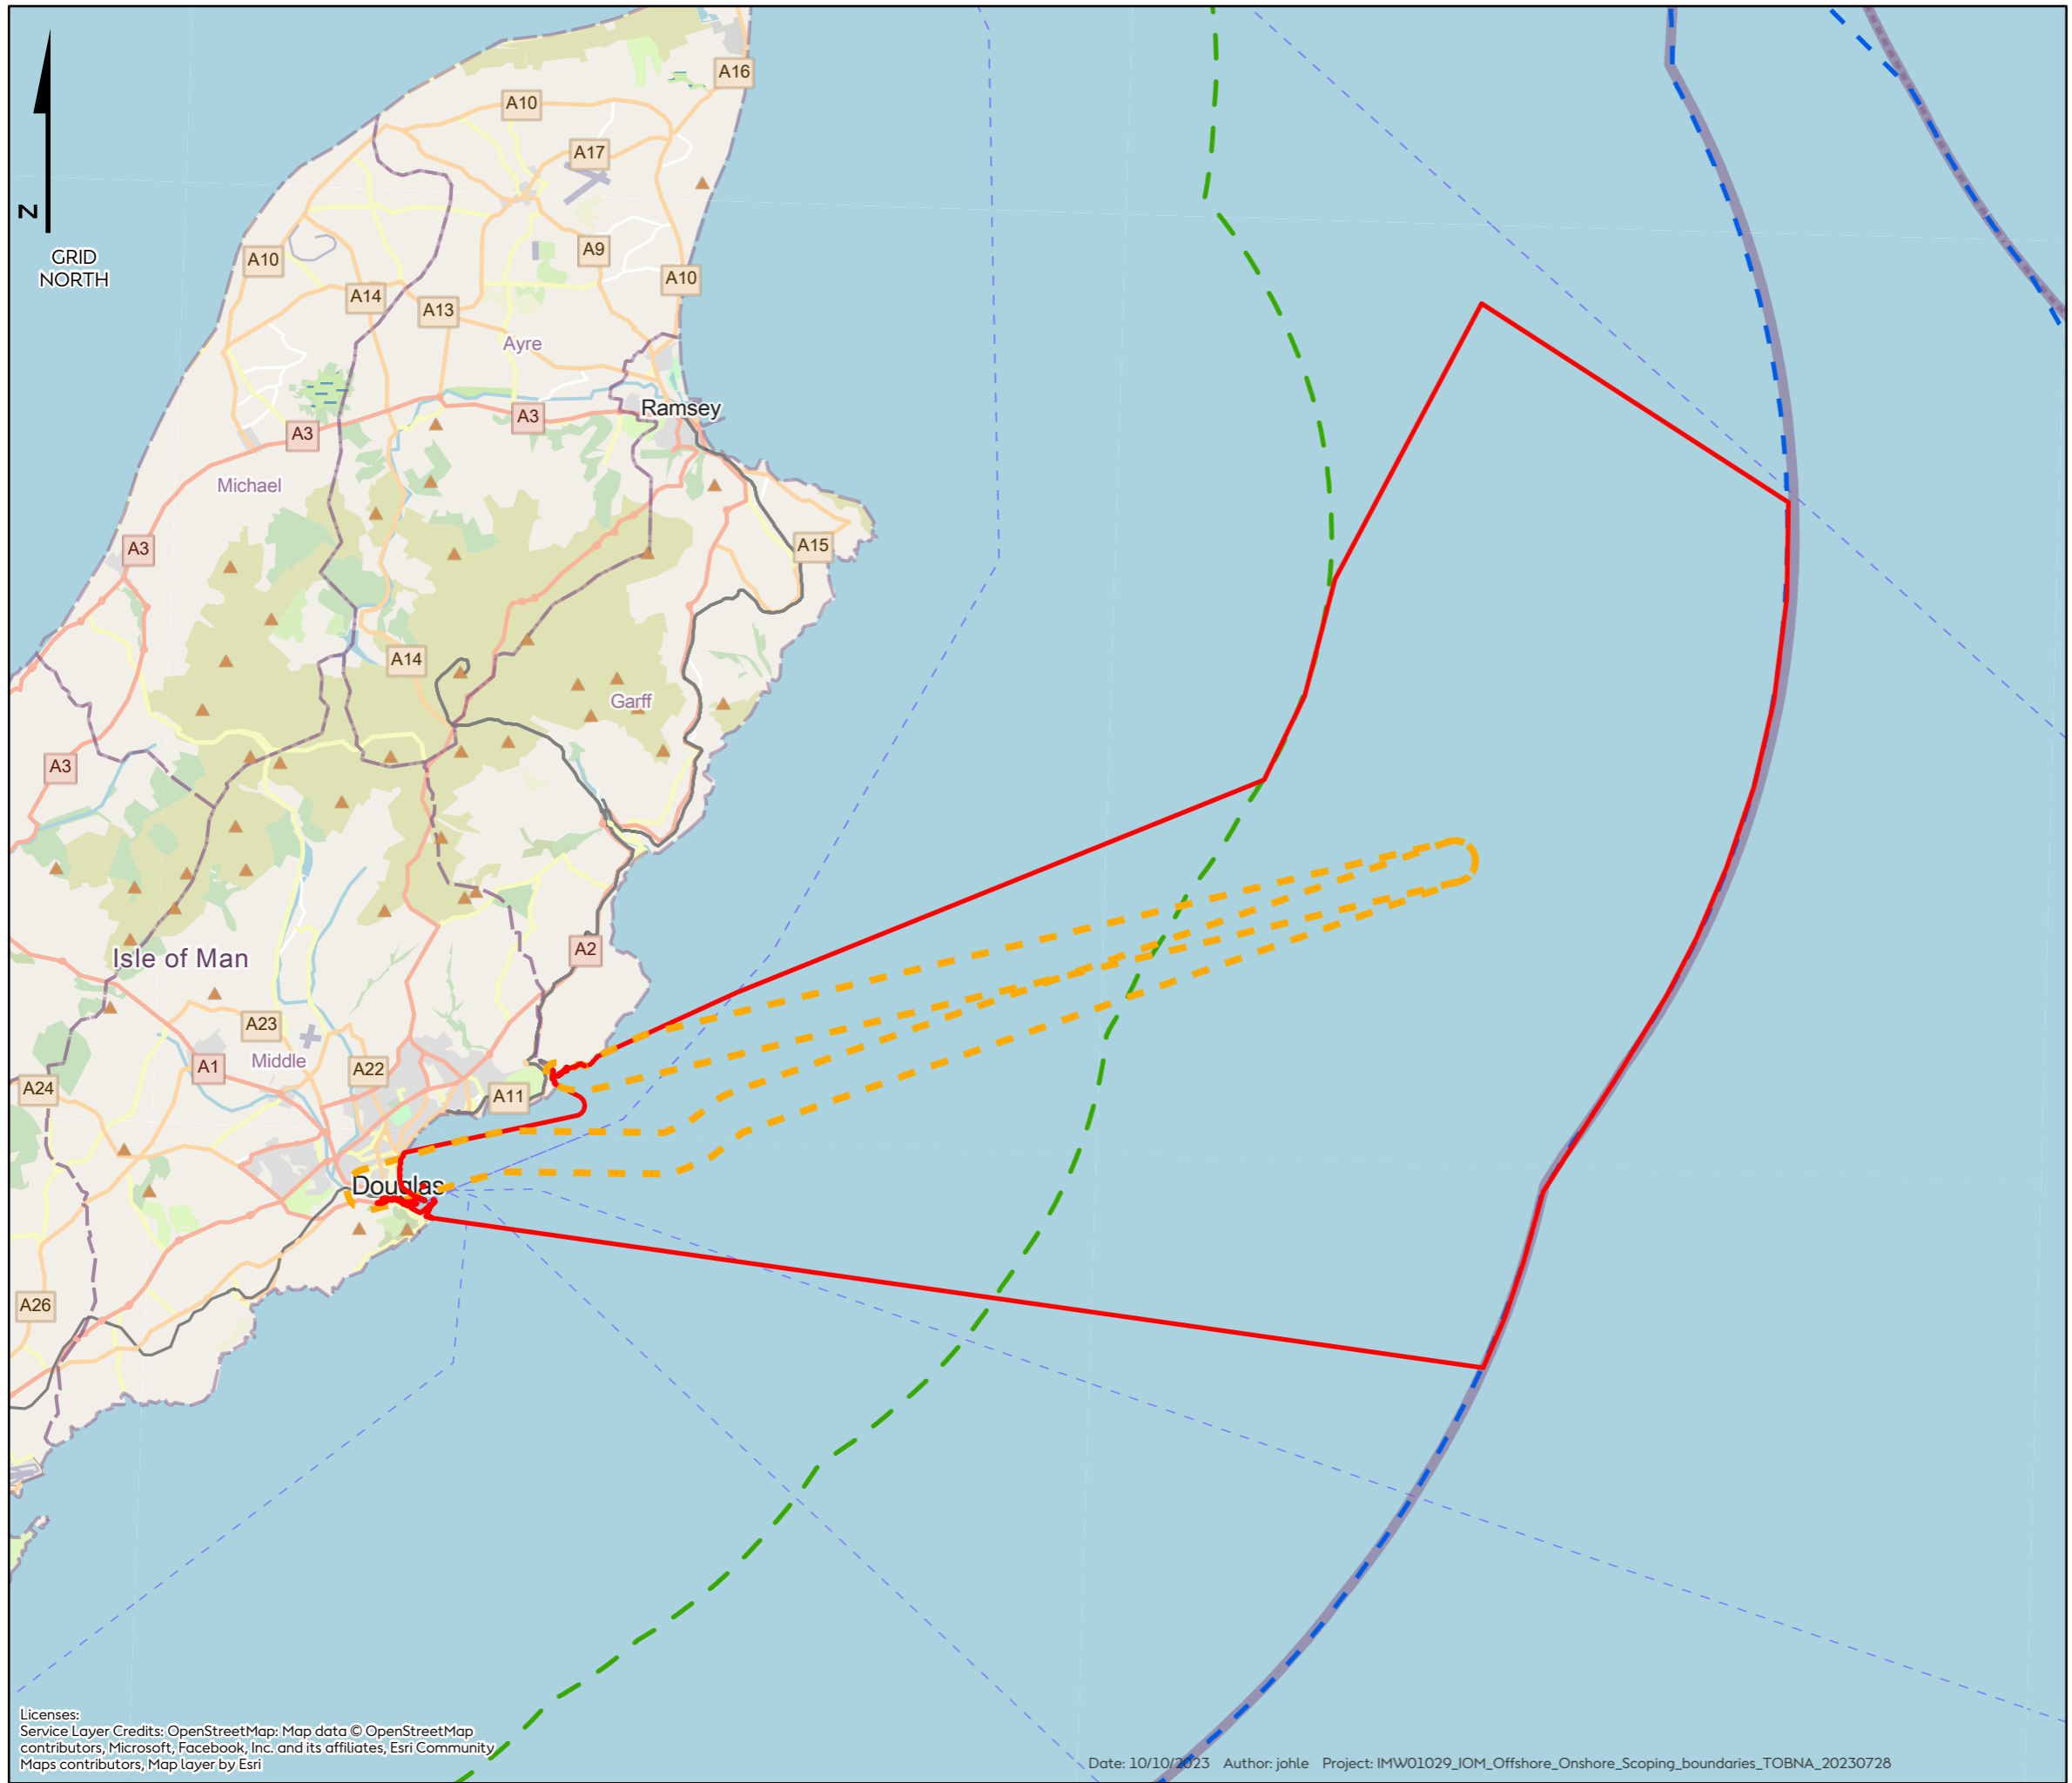 A16
A10
A17
N
GRID
NORTH
A10
A9
A10
A14
A13
Ayre
Ramsey
A3
A3
Michael
A3
A15
A14
Garff
A3
A2
Isle of Man
A23
Middle
A1
A22
A24
A11
Douglas
A26
Licenses:
Service Layer Credits: OpenStreetMap: Map data © OpenStreetMap
contributors, Microsoft, Facebook, Inc. and its affiliates, Esri Community
Maps contributors, Map layer by Esri
Date: 10/10/2023 Author: johle Project: IMW01029_IOM_Offshore_Onshore_Scoping_boundaries_TOBNA_20230728